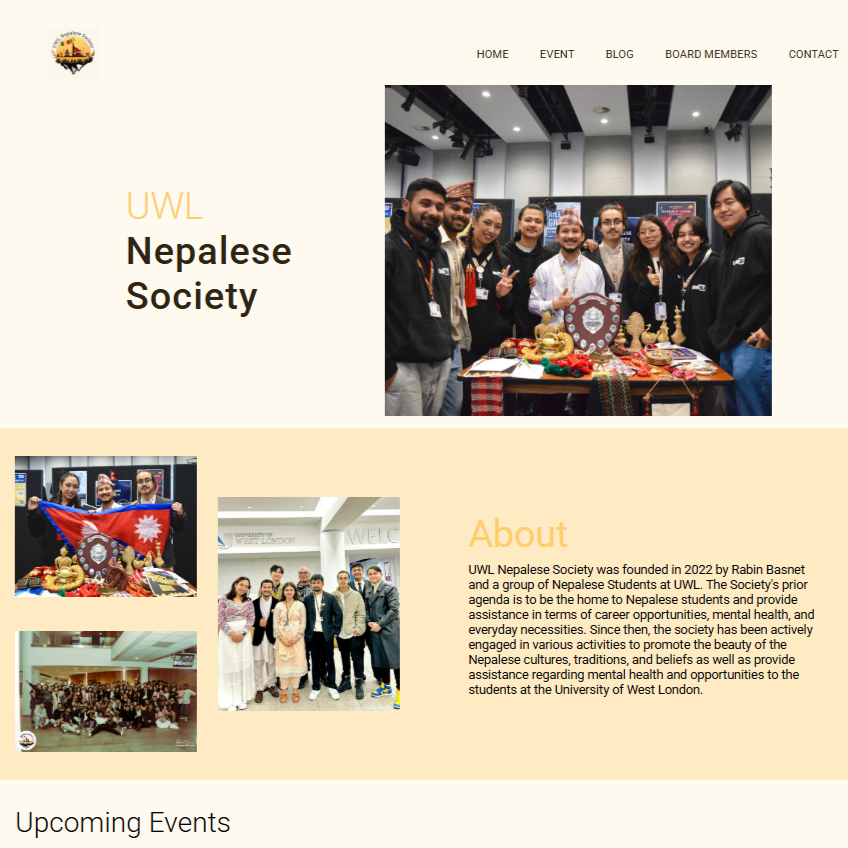 UWL Nepalese Society
HOME
EVENT
BLOG
BOARD MEMBERS
CONTACT
UWL
Nepalese
Society
UNIVERSITY OF
WEST LONDON
WELC
About
UWL Nepalese Society was founded in 2022 by Rabin Basnet
and a group of Nepalese Students at UWL. The Society's prior
agenda is to be the home to Nepalese students and provide
assistance in terms of career opportunities, mental health, and
everyday necessities. Since then, the society has been actively
engaged in various activities to promote the beauty of the
Nepalese cultures, traditions, and beliefs as well as provide
assistance regarding mental health and opportunities to the
students at the University of West London.
Upcoming Events